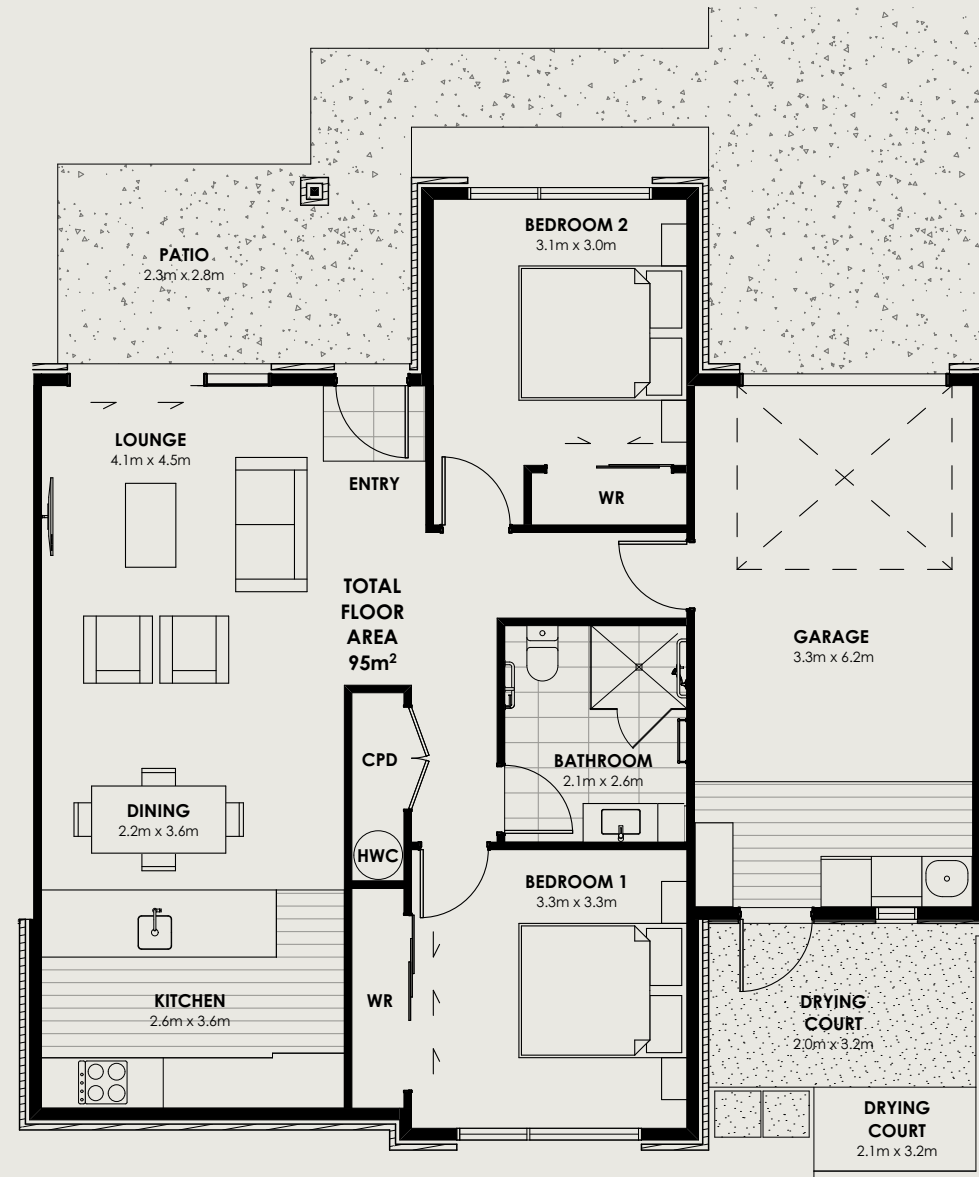 BEDROOM 2
3.1m x 3.0m
PATIO
2.3m x 2.8m
LOUNGE
4.1m x 4.5m
ENTRY
WR
TOTAL
FLOOR
AREA
95m²
GARAGE
3.3m x 6.2m
CPD
BATHROOM
2.1m x 2.6m
DINING
2.2m x 3.6m
HWC
BEDROOM 1
3.3m x 3.3m
KITCHEN
2.6m x 3.6m
WR
DRYING
COURT
2.0m x 3.2m
DRYING
COURT
2.1m x 3.2m